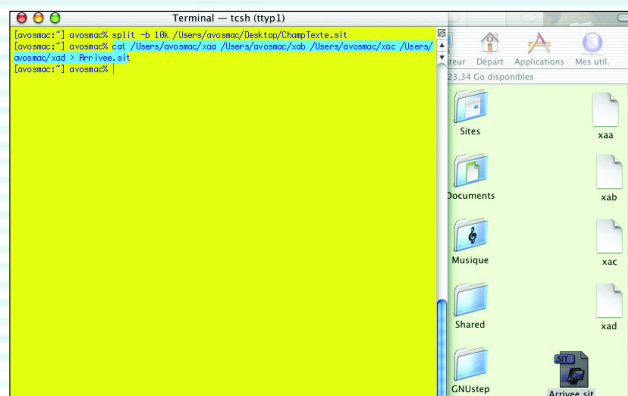 Terminal — tcsh (ttyp1)
[avosmac:~] avosmac% split -b 10k /Users/avosmac/Desktop/ChampTexte.sit
[avosmac:~] avosmac% cat /Users/avosmac/xaa /Users/avosmac/xab /Users/avosmac/xac /Users/
avosmac/xad > Arrivee.sit
[avosmac:~] avosmac%
Départ Applications Mes util.
23,34 Go disponibles
Sites xaa
Documents xab
Musique xac
Shared xad
SIT
GNUstep Arrivee.sit